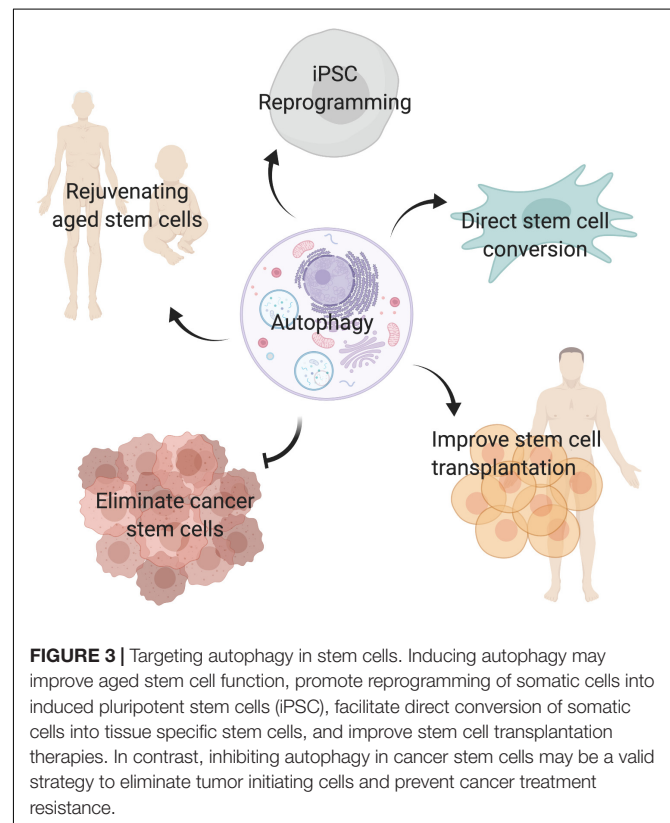 iPSC
Reprogramming
Rejuvenating
aged stem cells
Direct stem cell
conversion
Autophagy
Improve stem cell
transplantation
Eliminate cancer
stem cells
FIGURE 3 | Targeting autophagy in stem cells. Inducing autophagy may
improve aged stem cell function, promote reprogramming of somatic cells into
induced pluripotent stem cells (iPSC), facilitate direct conversion of somatic
cells into tissue specific stem cells, and improve stem cell transplantation
therapies. In contrast, inhibiting autophagy in cancer stem cells may be a valid
strategy to eliminate tumor initiating cells and prevent cancer treatment
resistance.